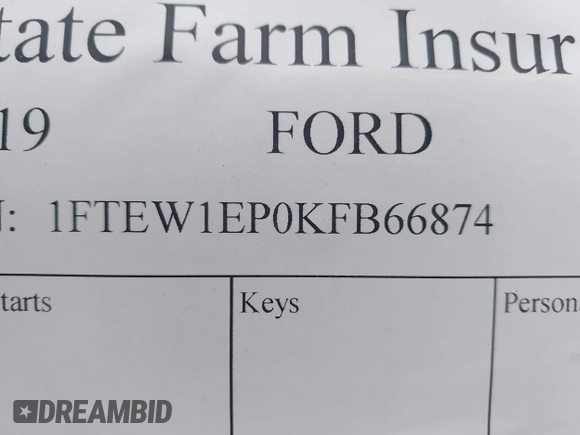 tate Farm Insur
19 FORD
N: 1FTEW1EP0KFB66874
tarts Keys Person
DREAMBID